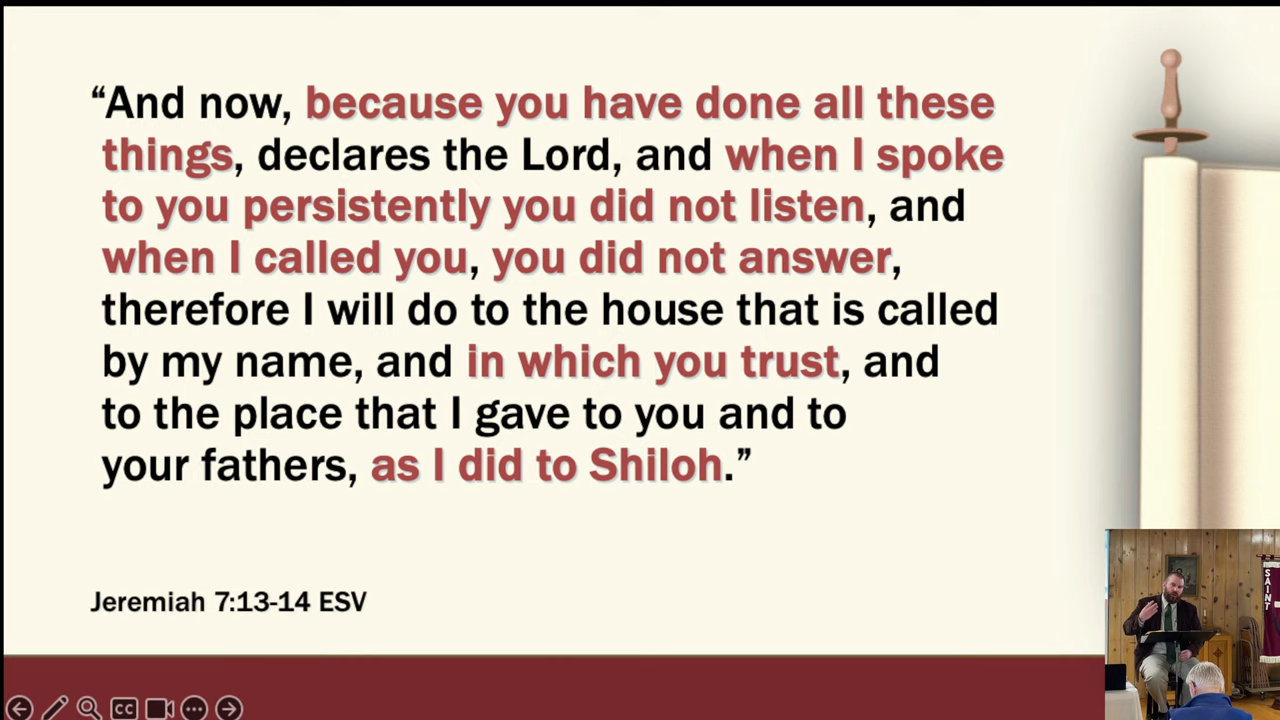 “And now, because you have done all these
things, declares the Lord, and when I spoke
to you persistently you did not listen, and
when I called you, you did not answer,
therefore I will do to the house that is called
by my name, and in which you trust, and
to the place that I gave to you and to
your fathers, as I did to Shiloh.”
Jeremiah 7:13-14 ESV
CC
SAINT